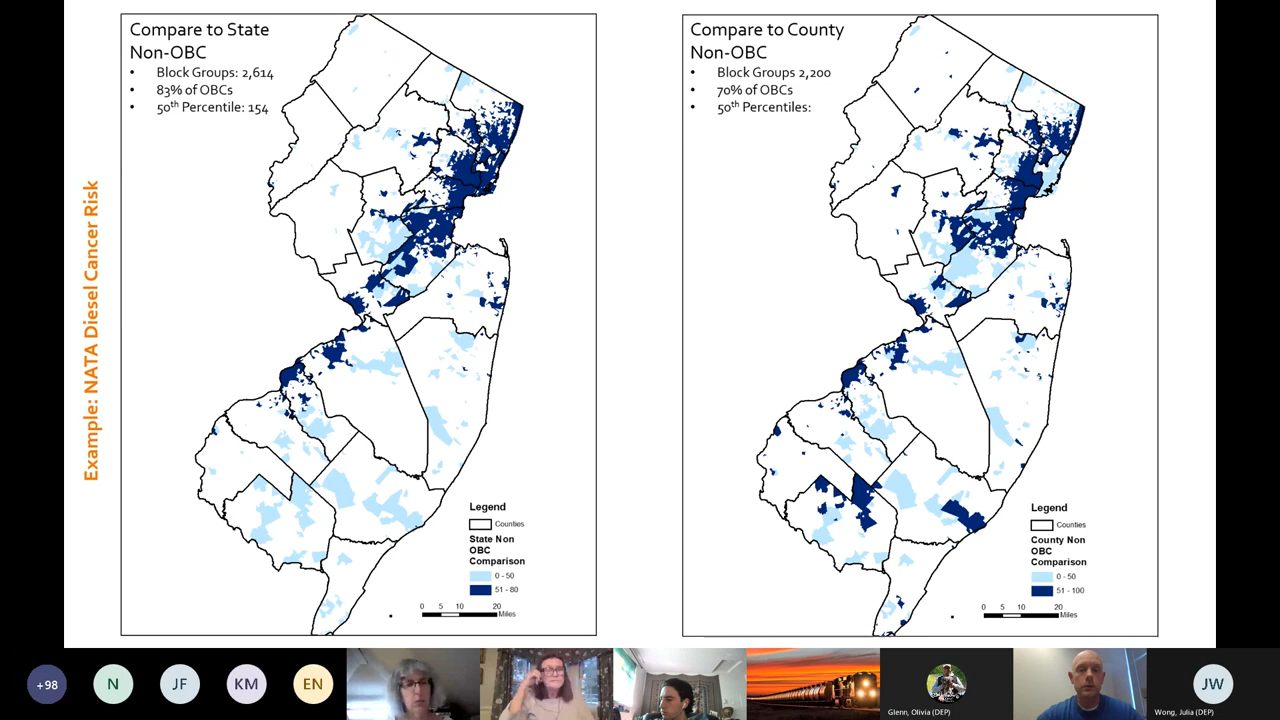 Example: NATA Diesel Cancer Risk
Compare to State
Non-OBC
• Block Groups: 2,614
• 83% of OBCs
• 50th Percentile: 154
Legend
Counties
State Non
OBC
Comparison
0 - 50
51 - 80
0 5 10 20
Miles
Compare to County
Non-OBC
• Block Groups 2,200
• 70% of OBCs
• 50th Percentiles:
Legend
Counties
County Non
OBC
Comparison
0 - 50
51 - 100
0 5 10 20
Miles
+98
N
JF
KM
EN
Glenn, Olivia (DEP)
JW
Wong, Julia (DEP)